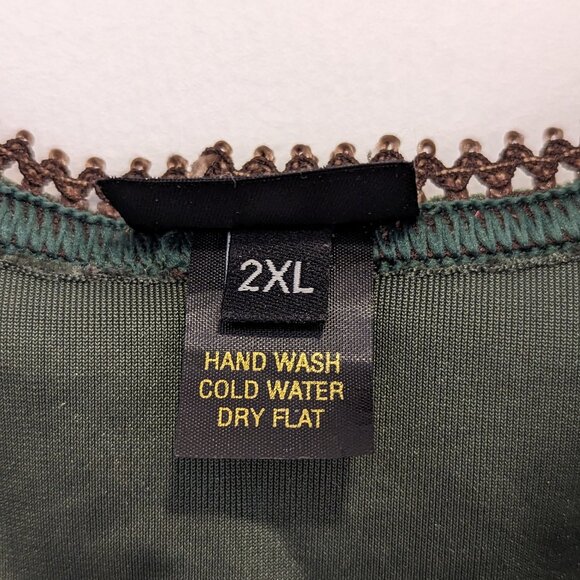 2XL
HAND WASH
COLD WATER
DRY FLAT